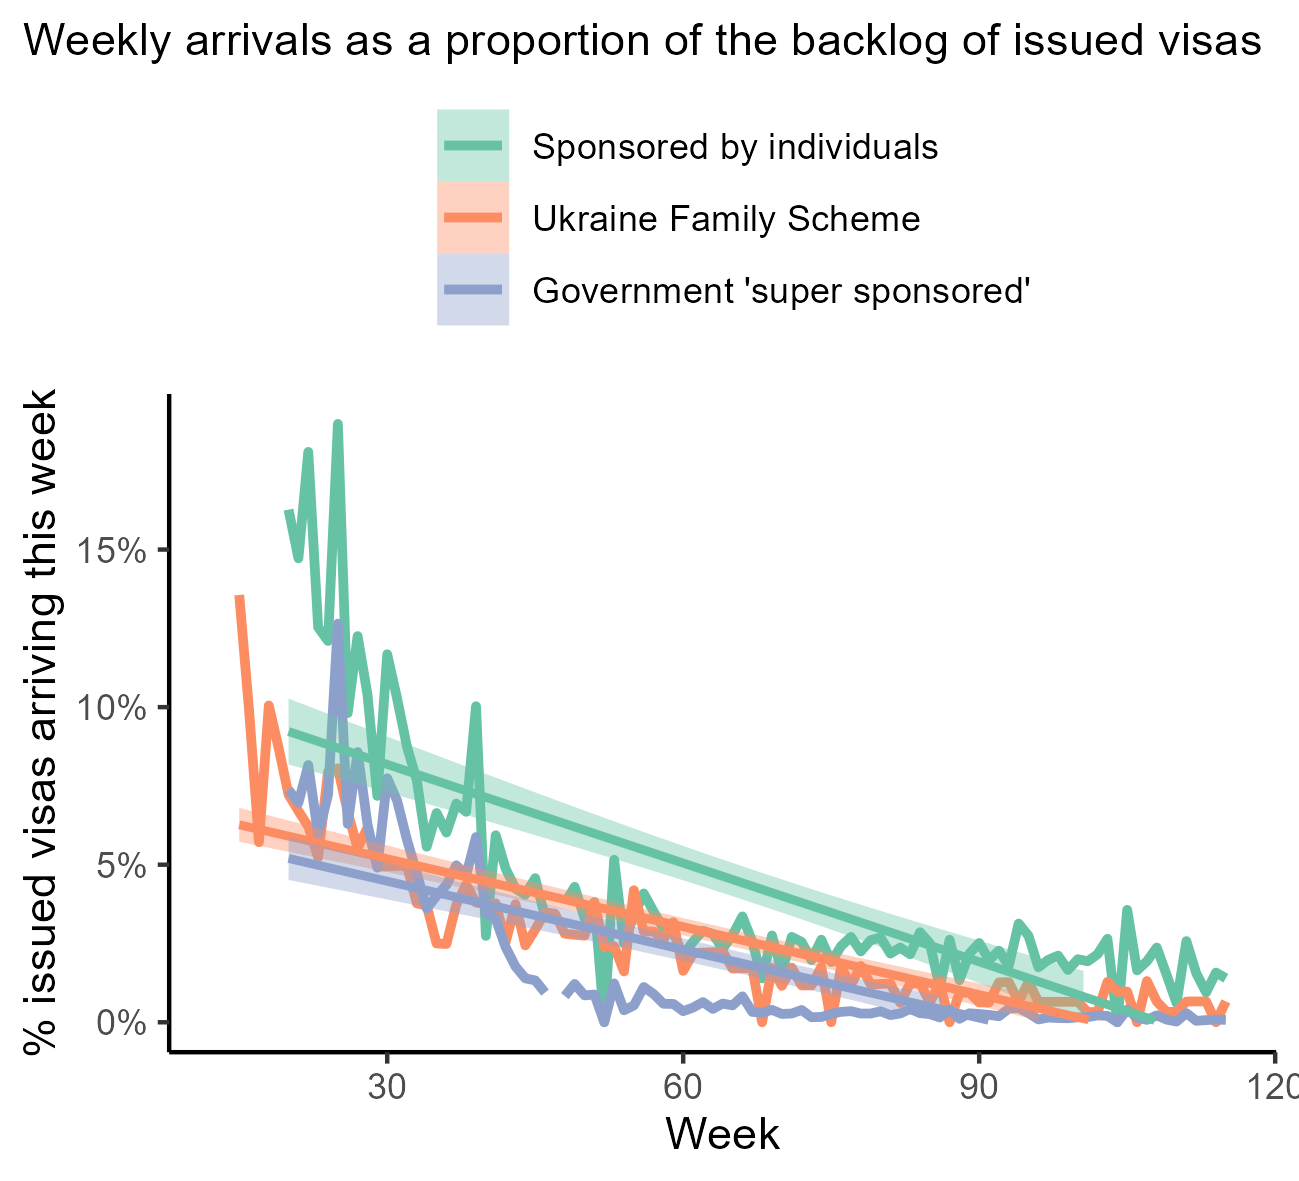 Weekly arrivals as a proportion of the backlog of issued visas
Sponsored by individuals
Ukraine Family Scheme
Government 'super sponsored'
% issued visas arriving this week
15%
10%
5%
0%
30
60
90
120
Week